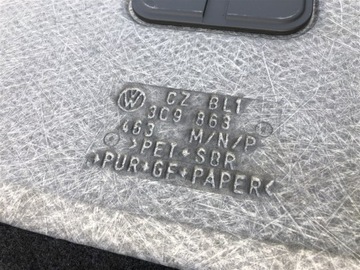 CZ BL1
3C9 863
463 M/N/P
>PET+SBR
>PUR+GF+PAPER<